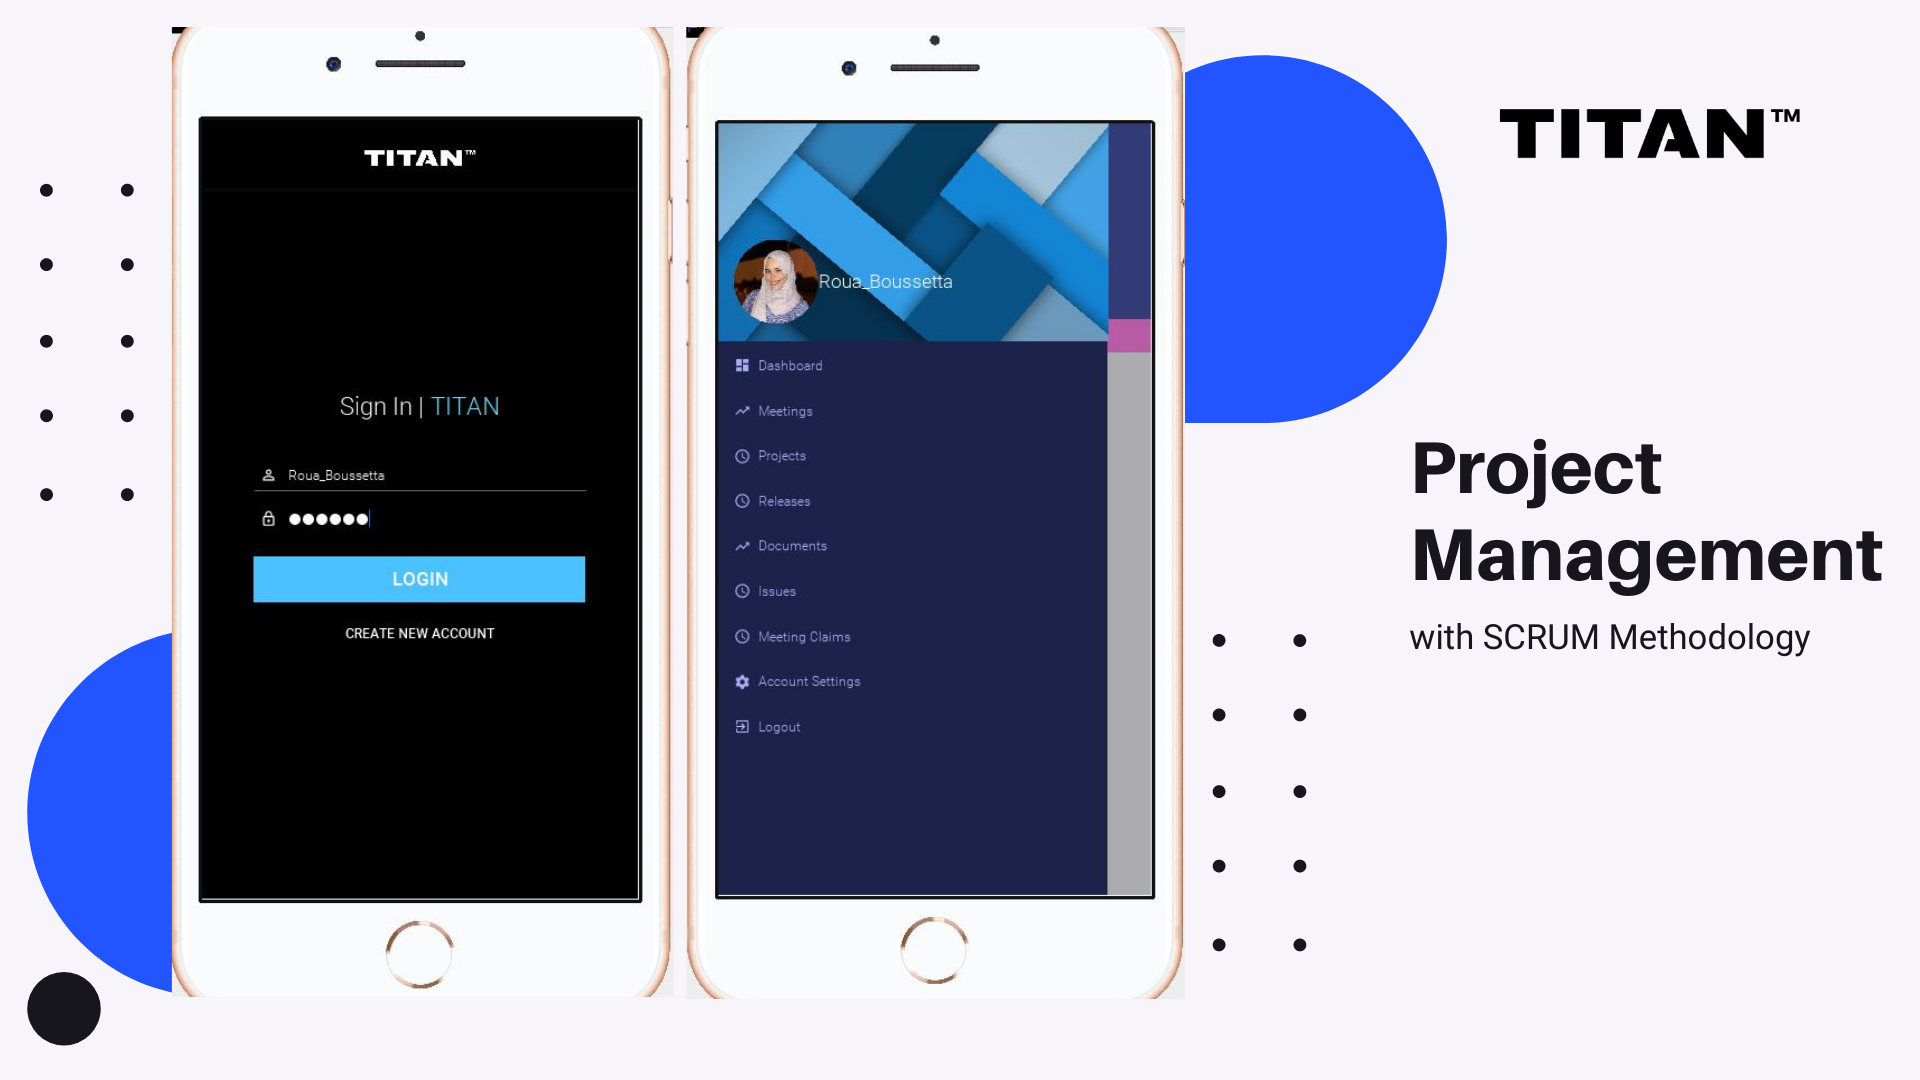 TITAN™
Sign In | TITAN
Roua_Boussetta
LOGIN
CREATE NEW ACCOUNT
Roua_Boussetta
Dashboard
Meetings
Projects
Releases
Documents
Issues
Meeting Claims
Account Settings
Logout
TITAN™
Project
Management
with SCRUM Methodology